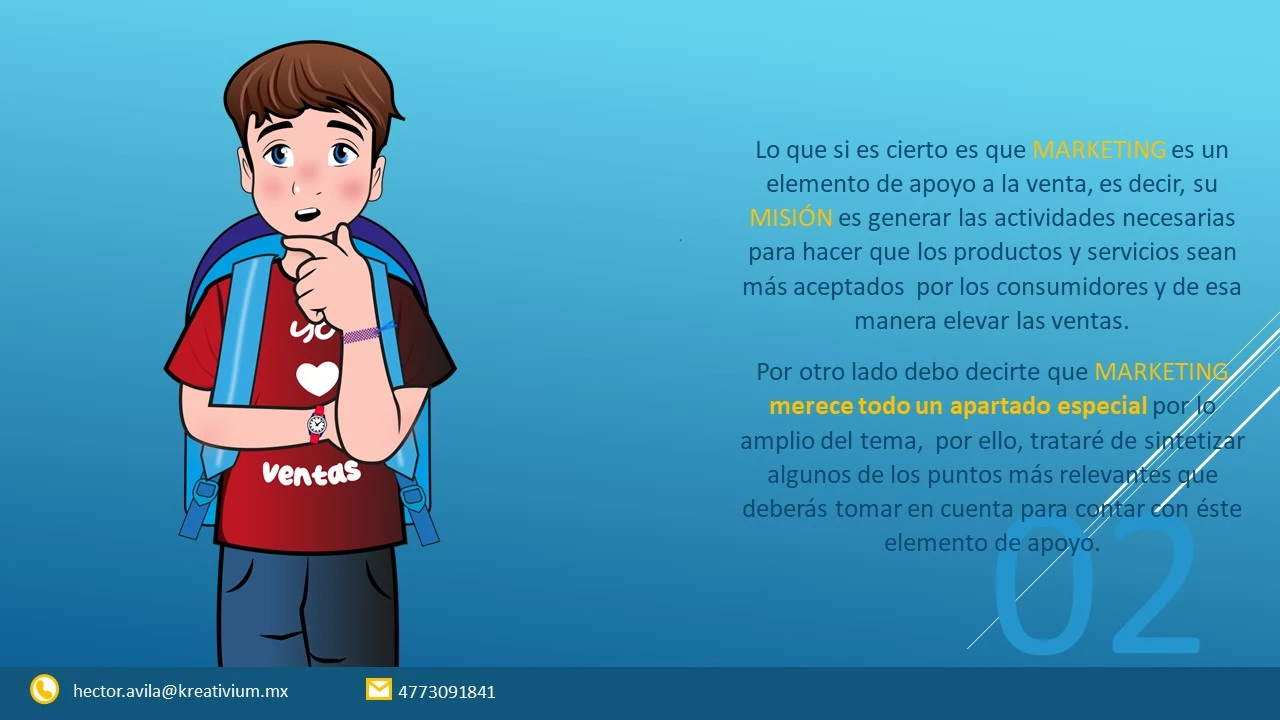 Lo que si es cierto es que MARKETING es un
elemento de apoyo a la venta, es decir, su
MISIÓN es generar las actividades necesarias
para hacer que los productos y servicios sean
más aceptados por los consumidores y de esa
manera elevar las ventas.
Por otro lado debo decirte que MARKETING
merece todo un apartado especial por lo
amplio del tema, por ello, trataré de sintetizar
algunos de los puntos más relevantes que
deberás tomar en cuenta para contar con éste
elemento de apoyo.
yo
ventas
02
hector.avila@kreativium.mx
4773091841